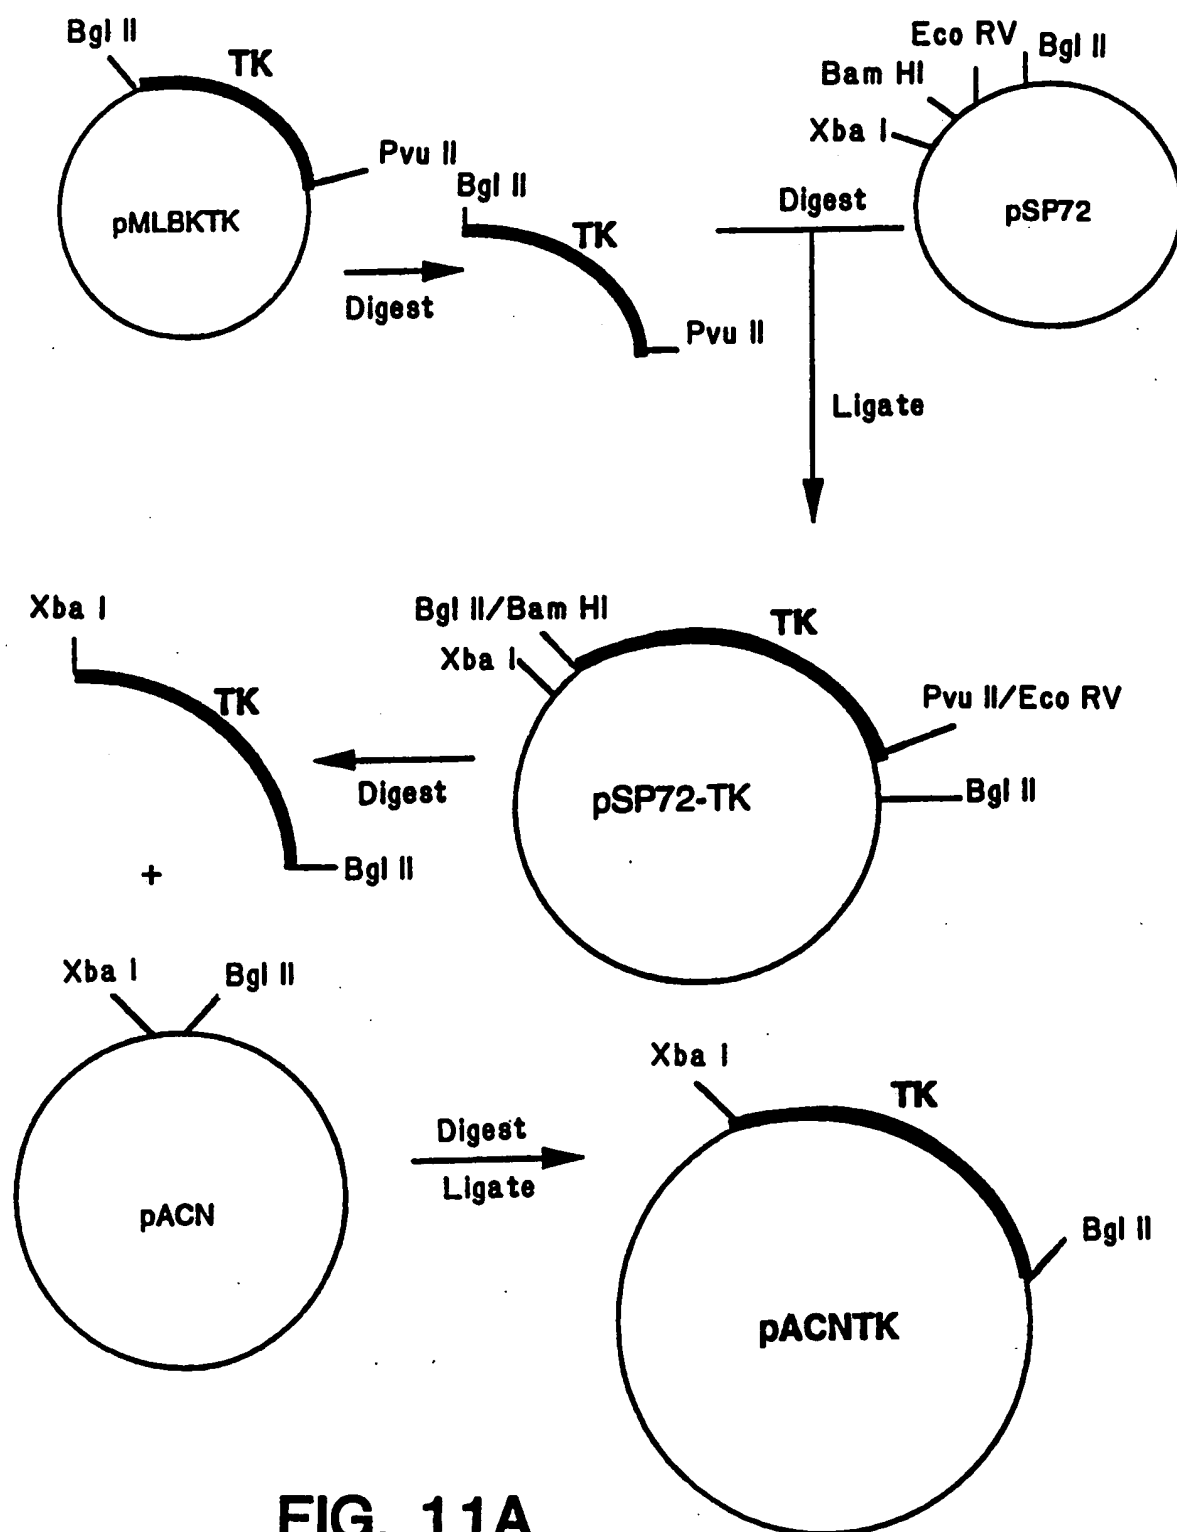 Bgl II
TK
Pvu II
pMLBKTK
Digest
Bgl II
TK
Pvu II
Eco RV
Bgl II
Bam HI
Xba I
pSP72
Digest
Ligate
Xba I
TK
Bgl II
Bgl II/Bam HI
Xba I
TK
Pvu II/Eco RV
Bgl II
pSP72-TK
Digest
+
Xba I
Bgl II
pACN
Digest
Ligate
Xba I
TK
Bgl II
pACNTK
FIG. 11A